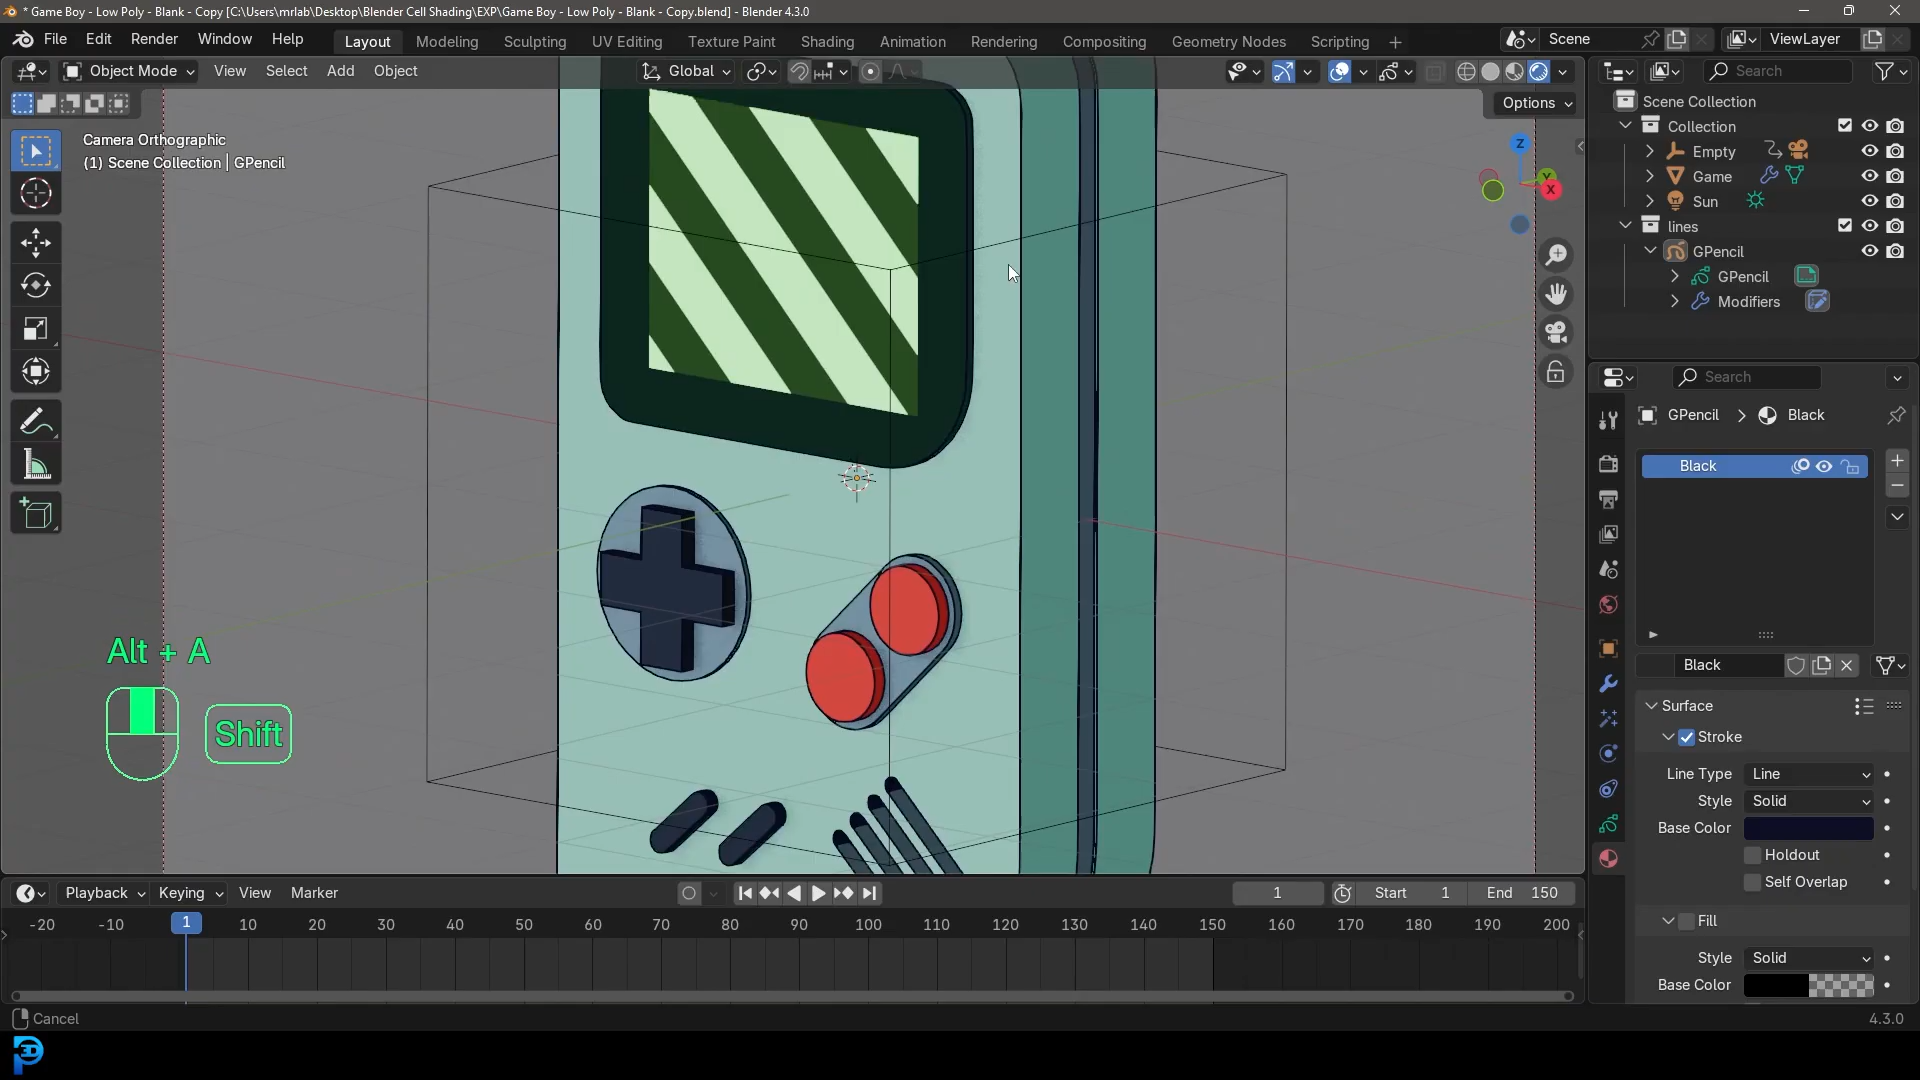 * Game Boy - Low Poly - Blank - Copy [C:\Users\mrlab\Desktop\Blender Cell Shading\EXP\Game Boy - Low Poly - Blank - Copy.blend] - Blender 4.3.0
File Edit Render Window Help Layout Modeling Sculpting UV Editing Texture Paint Shading Animation Rendering Compositing Geometry Nodes Scripting + Scene ViewLayer
Object Mode View Select Add Object Global Search
Options
Camera Orthographic
(1) Scene Collection | GPencil
Z
Y
X
Scene Collection
Collection
Empty
Game
Sun
lines
GPencil
GPencil
Modifiers
Search
GPencil > Black
Black
Black
Surface
Stroke
Line Type Line
Style Solid
Base Color
Holdout
Self Overlap
Fill
Style Solid
Base Color
Alt + A
Shift
Playback Keying View Marker 1 Start 1 End 150
-20 -10 1 10 20 30 40 50 60 70 80 90 100 110 120 130 140 150 160 170 180 190 200
Cancel
4.3.0